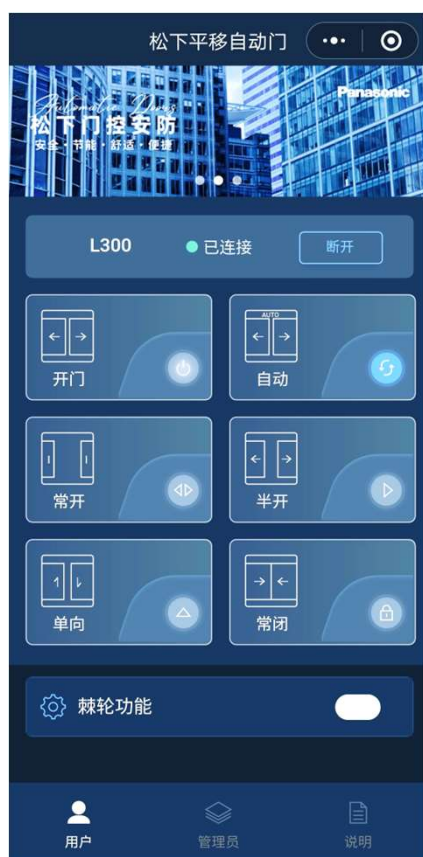 松下平移自动门
Automatic Doors
Panasonic
松下门控安防
安全·节能·舒适·便捷
L300
已连接
断开
开门
AUTO
自动
常开
半开
单向
常闭
棘轮功能
用户
管理员
说明